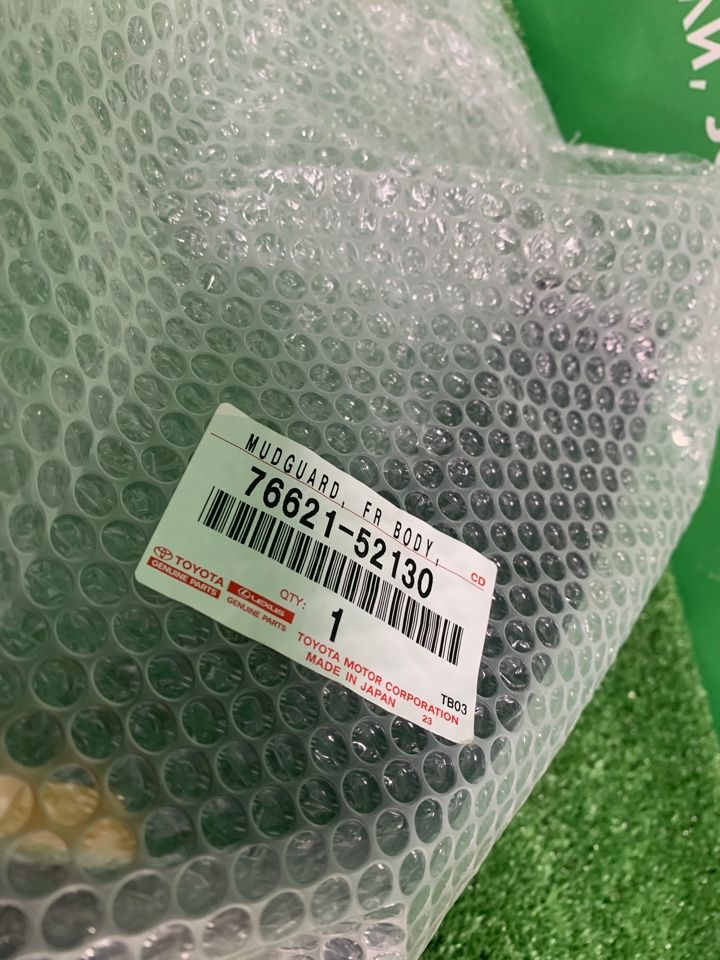 MUDGUARD, FR BODY,
CD
76621-52130
TOYOTA
GENUINE PARTS
LEXUS
GENUINE PARTS
QTY:
1
TOYOTA MOTOR CORPORATION
MADE IN JAPAN
23
TB03